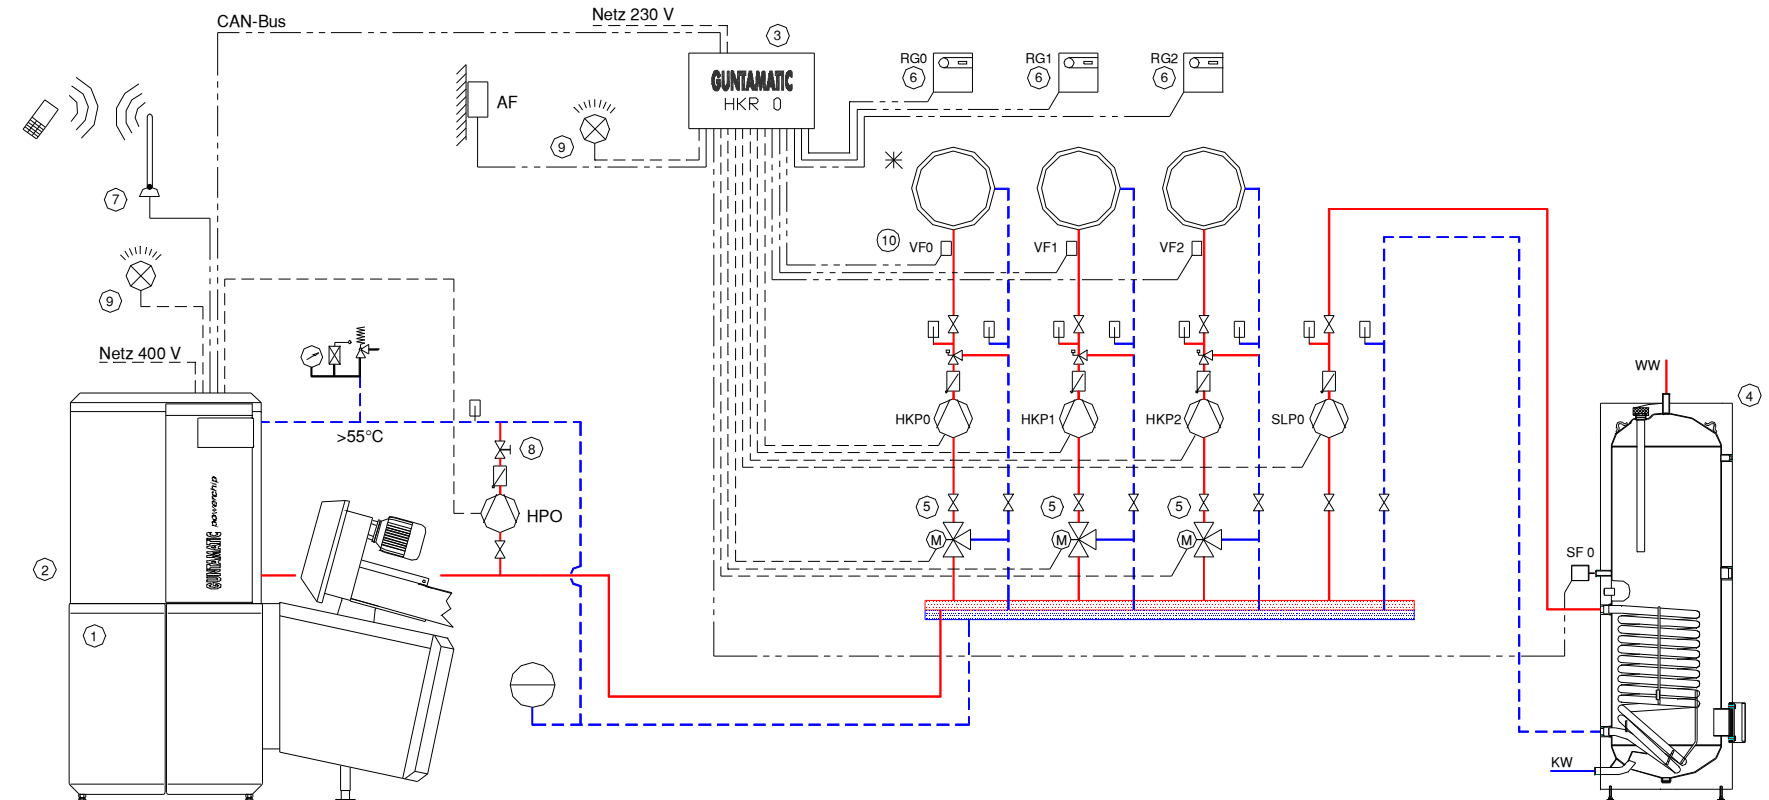 CAN-Bus
Netz 230 V
3
GUNTAMATIC
HKR 0
RG0
6
RG1
6
RG2
6
AF
9
7
10
VF0
VF1
VF2
9
Netz 400 V
WW
4
>55°C
HKP0
HKP1
HKP2
SLP0
8
HPO
5
5
5
M
M
M
SF 0
2
GUNTAMATIC powerchip
1
KW